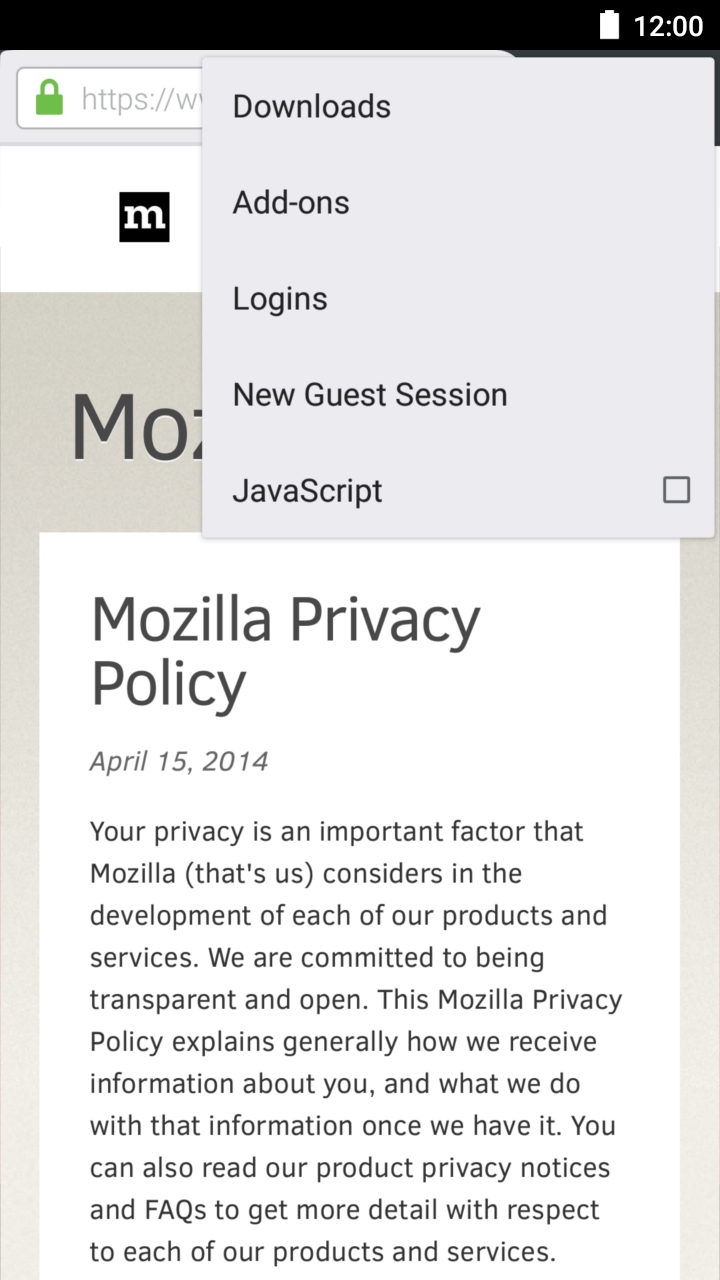 12:00
https://w
Downloads
Add-ons
m
Logins
New Guest Session
Moz
JavaScript
Mozilla Privacy
Policy
April 15, 2014
Your privacy is an important factor that
Mozilla (that's us) considers in the
development of each of our products and
services. We are committed to being
transparent and open. This Mozilla Privacy
Policy explains generally how we receive
information about you, and what we do
with that information once we have it. You
can also read our product privacy notices
and FAQs to get more detail with respect
to each of our products and services.